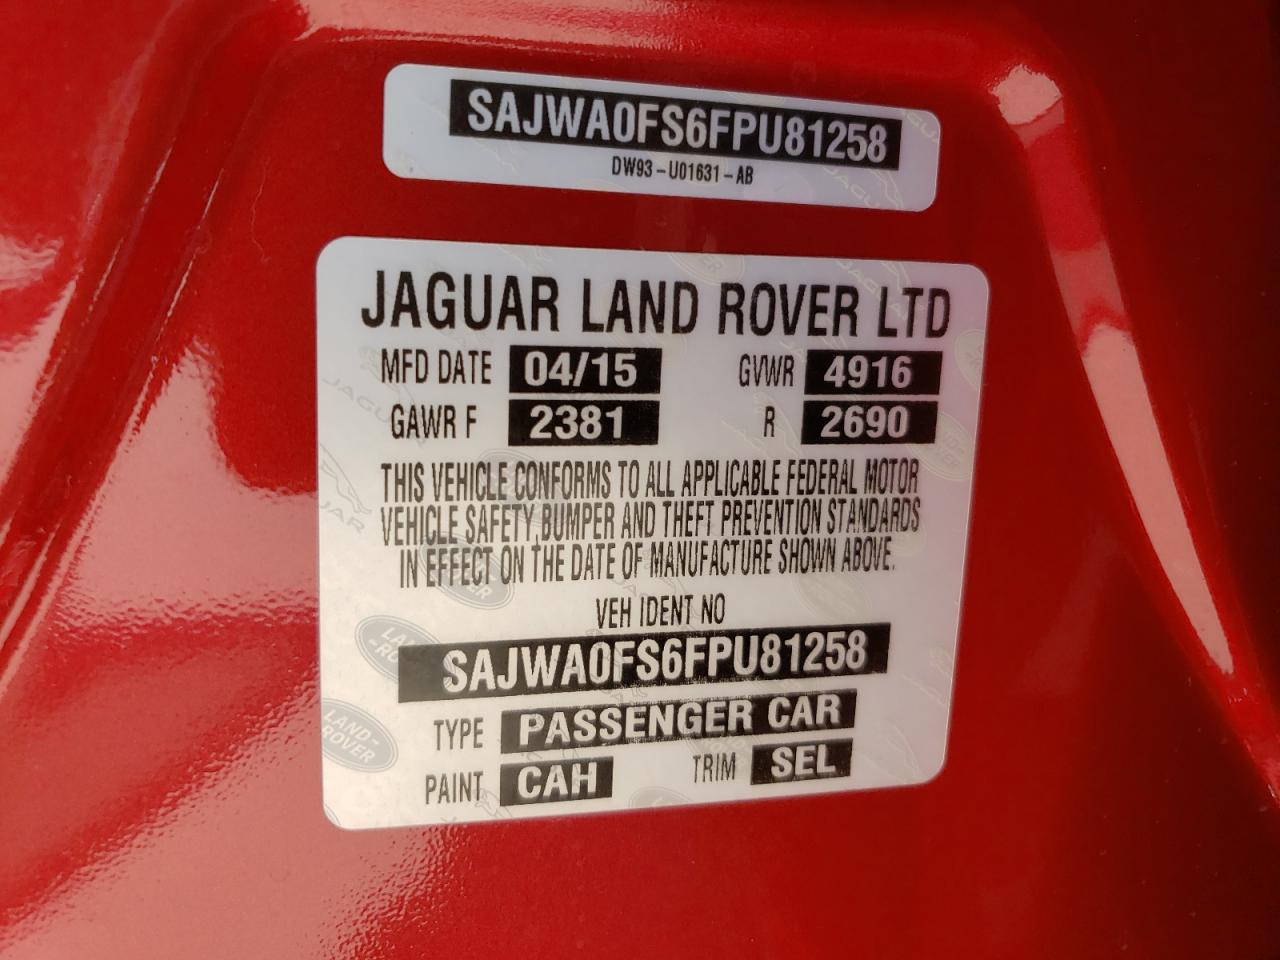 SAJWA0FS6FPU81258
DW93-U01631-AB
JAGUAR LAND ROVER LTD
MFD DATE 04/15 GVWR 4916
GAWR F 2381 R 2690
THIS VEHICLE CONFORMS TO ALL APPLICABLE FEDERAL MOTOR
VEHICLE SAFETY,BUMPER AND THEFT PREVENTION STANDARDS
IN EFFECT ON THE DATE OF MANUFACTURE SHOWN ABOVE.
VEH IDENT NO
SAJWA0FS6FPU81258
TYPE PASSENGER CAR
PAINT CAH TRIM SEL